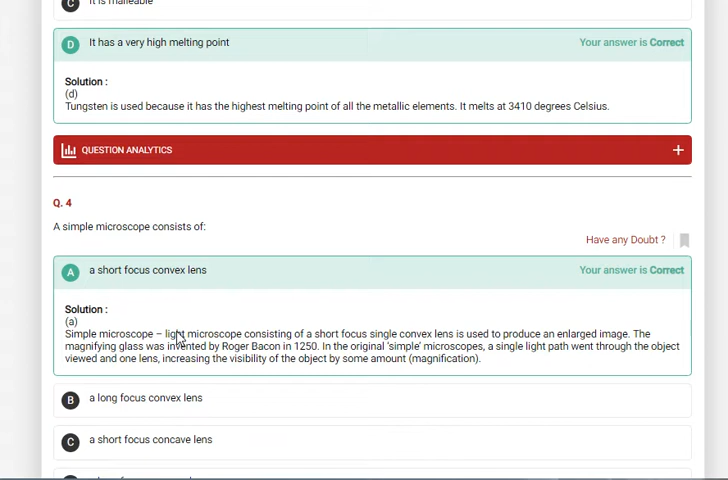 C It is malleable
D It has a very high melting point Your answer is Correct
Solution :
(d)
Tungsten is used because it has the highest melting point of all the metallic elements. It melts at 3410 degrees Celsius.
QUESTION ANALYTICS +
Q. 4
A simple microscope consists of:
Have any Doubt ?
A a short focus convex lens Your answer is Correct
Solution :
(a)
Simple microscope – light microscope consisting of a short focus single convex lens is used to produce an enlarged image. The
magnifying glass was invented by Roger Bacon in 1250. In the original 'simple' microscopes, a single light path went through the object
viewed and one lens, increasing the visibility of the object by some amount (magnification).
B a long focus convex lens
C a short focus concave lens